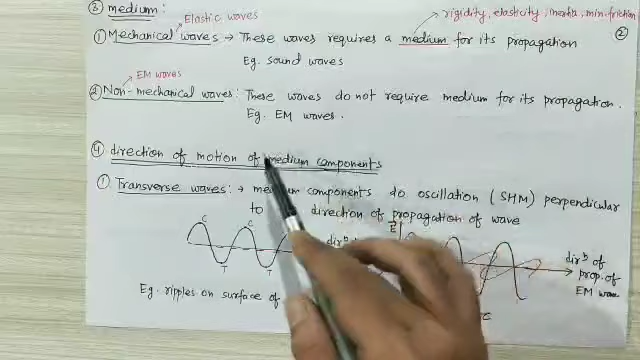 ③ medium:
Elastic waves
rigidity, elasticity, inertia, min. friction
① Mechanical waves → These waves requires a medium for its propagation
②
Eg. sound waves
EM waves
② Non-mechanical waves: These waves do not require medium for its propagation.
Eg. EM waves.
④ direction of motion of medium components
① Transverse waves: → medium components do oscillation (SHM) perpendicular
to direction of propagation of wave
C C
T T
dirⁿ
E
dirⁿ of
prop. of
EM wave
Eg. ripples on surface of